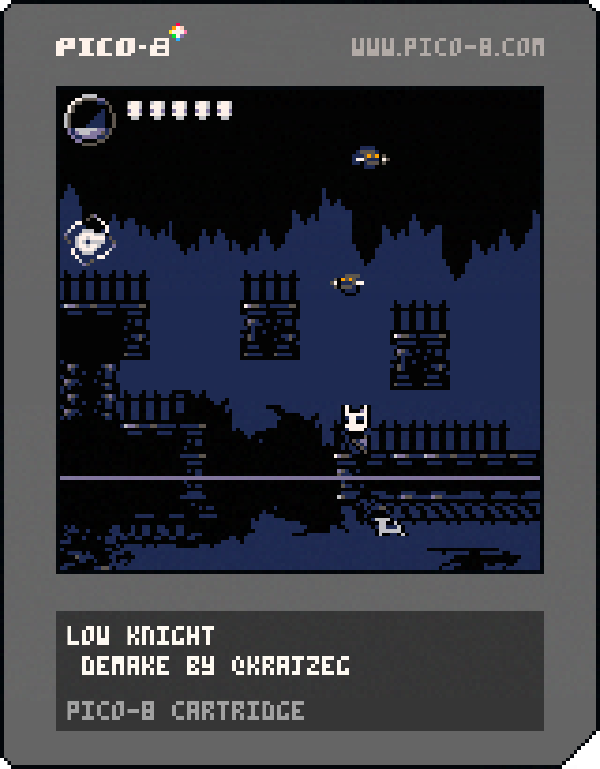 PICO-8
WWW.PICO-8.COM
LOW KNIGHT
DEMAKE BY @KRAJZEG
PICO-8 CARTRIDGE